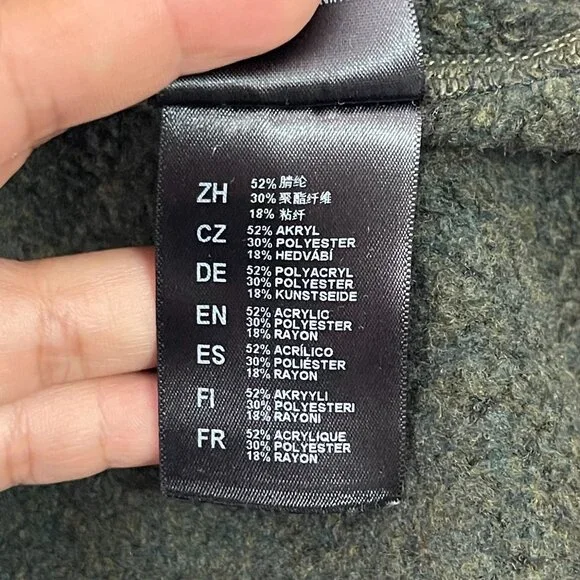 ZH
52% 腈纶
30% 聚酯纤维
18% 粘纤
CZ
52% AKRYL
30% POLYESTER
18% HEDVÁBÍ
DE
52% POLYACRYL
30% POLYESTER
18% KUNSTSEIDE
EN
52% ACRYLIC
30% POLYESTER
18% RAYON
ES
52% ACRÍLICO
30% POLIÉSTER
18% RAYON
FI
52% AKRYYLI
30% POLYESTERI
18% RAYONI
FR
52% ACRYLIQUE
30% POLYESTER
18% RAYON